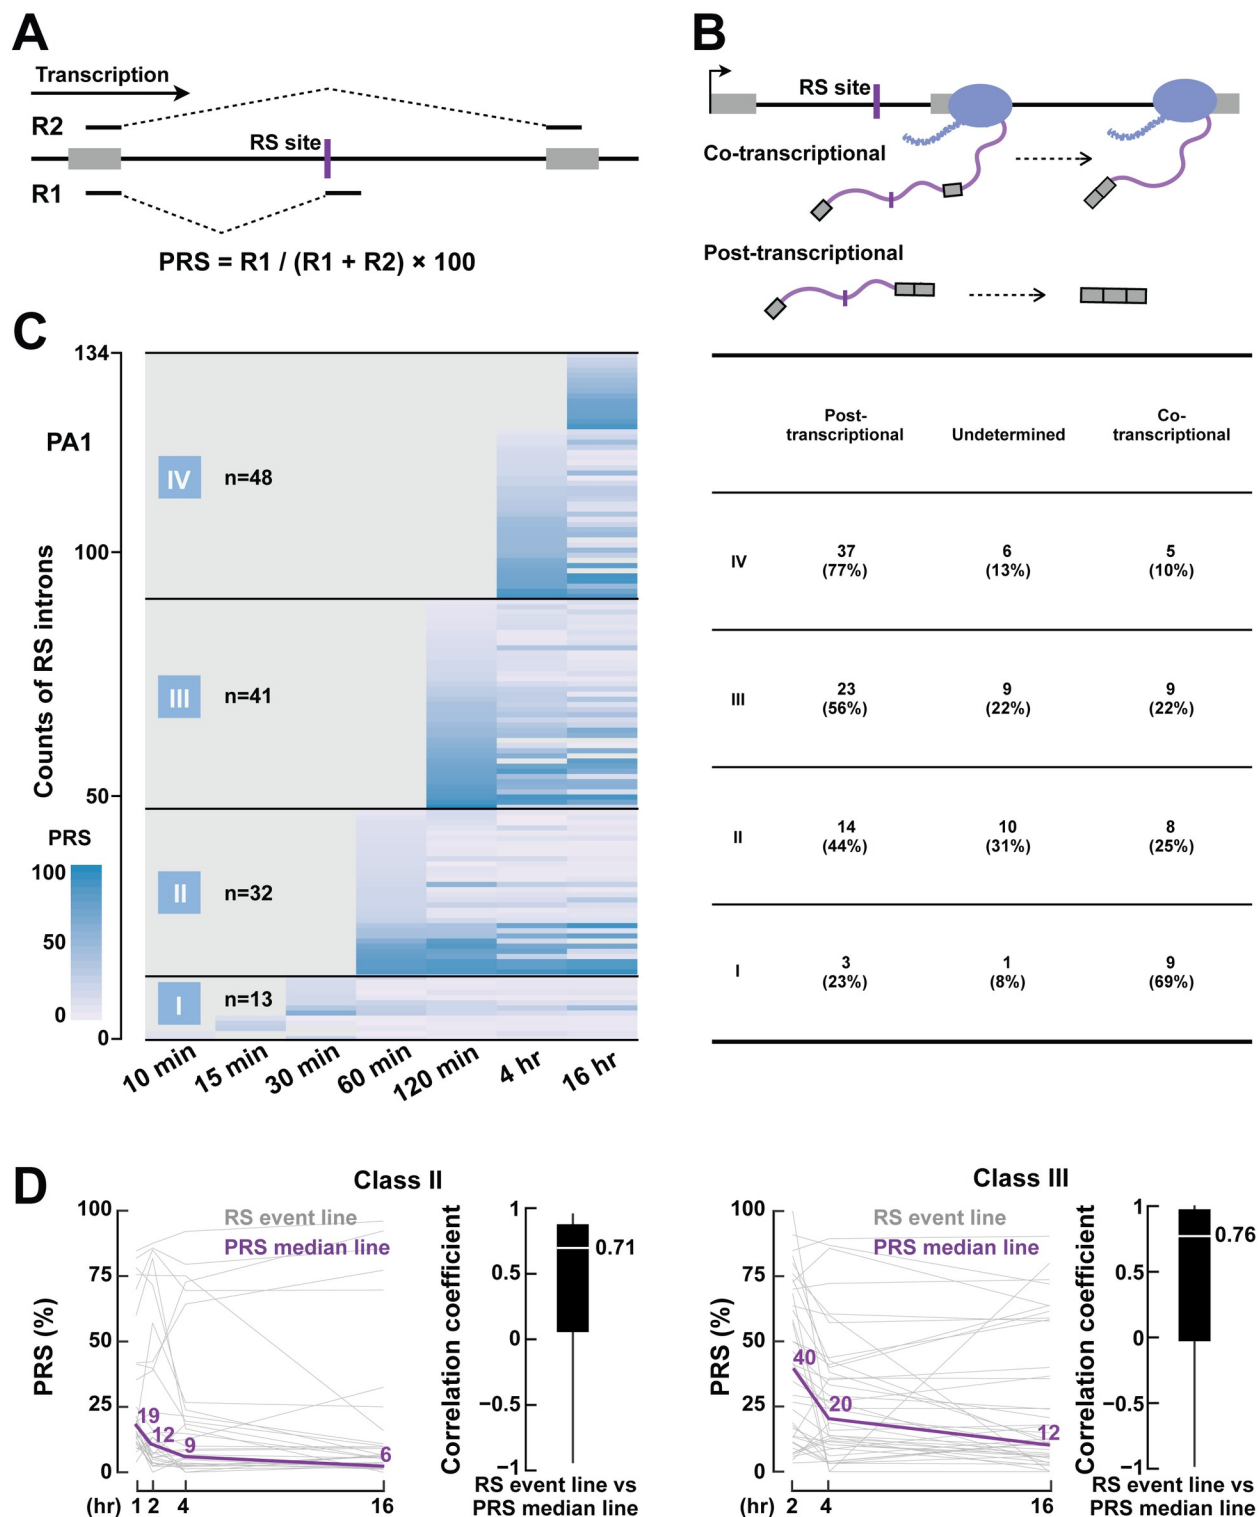 A
Transcription
R2
RS site
R1
PRS = R1 / (R1 + R2) × 100
B
RS site
Co-transcriptional
Post-transcriptional
C
134
PA1
100
50
0
Counts of RS introns
IV
n=48
III
n=41
II
n=32
I
n=13
PRS
100
50
0
10 min
15 min
30 min
60 min
120 min
4 hr
16 hr
Post-
transcriptional
Undetermined
Co-
transcriptional
IV
37
(77%)
6
(13%)
5
(10%)
III
23
(56%)
9
(22%)
9
(22%)
II
14
(44%)
10
(31%)
8
(25%)
I
3
(23%)
1
(8%)
9
(69%)
D
Class II
PRS (%)
100
75
50
25
0
RS event line
PRS median line
19
12
9
6
(hr)
1
2
4
16
Correlation coefficient
1
0.5
0
−0.5
−1
0.71
RS event line vs
PRS median line
Class III
PRS (%)
100
75
50
25
0
RS event line
PRS median line
40
20
12
(hr)
2
4
16
Correlation coefficient
1
0.5
0
−0.5
−1
0.76
RS event line vs
PRS median line